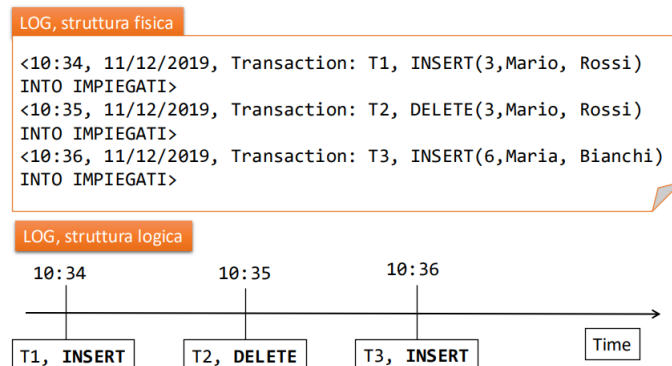 LOG, struttura fisica
<10:34, 11/12/2019, Transaction: T1, INSERT(3,Mario, Rossi)
INTO IMPIEGATI>
<10:35, 11/12/2019, Transaction: T2, DELETE(3,Mario, Rossi)
INTO IMPIEGATI>
<10:36, 11/12/2019, Transaction: T3, INSERT(6,Maria, Bianchi)
INTO IMPIEGATI>
LOG, struttura logica
10:34 10:35 10:36
Time
T1, INSERT T2, DELETE T3, INSERT